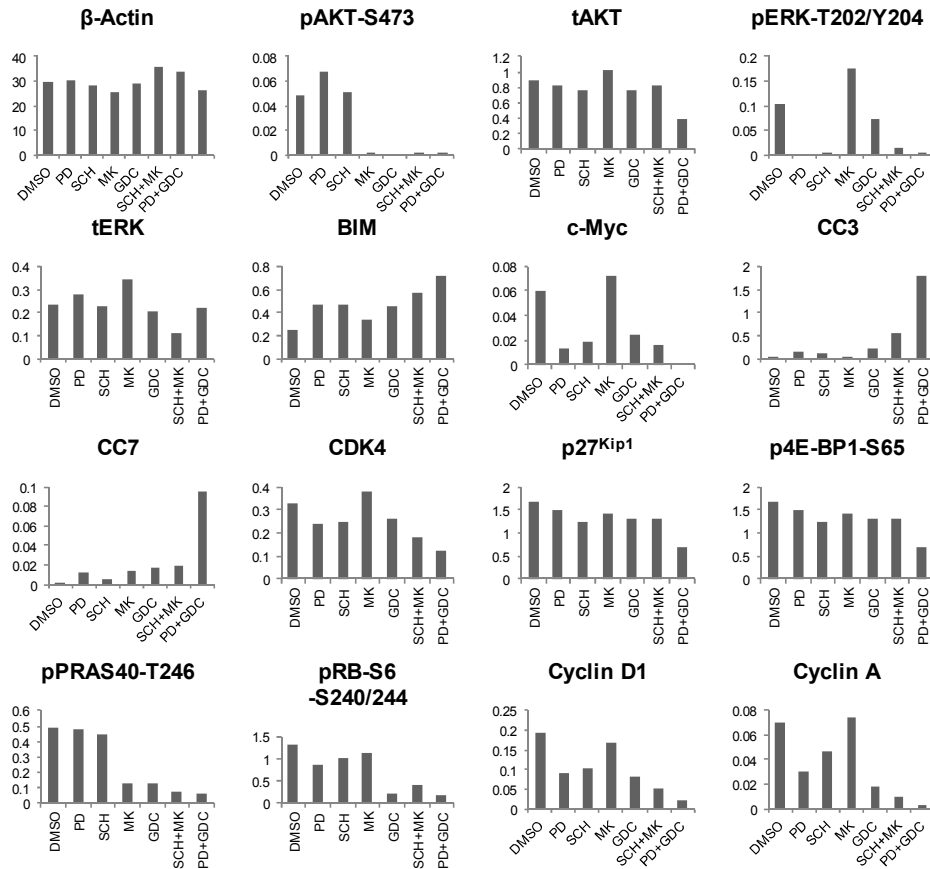 β-Actin
40
30
20
10
0
DMSO PD SCH MK GDC SCH+MK PD+GDC
pAKT-S473
0.08
0.06
0.04
0.02
0
DMSO PD SCH MK GDC SCH+MK PD+GDC
tAKT
1.2
1
0.8
0.6
0.4
0.2
0
DMSO PD SCH MK GDC SCH+MK PD+GDC
pERK-T202/Y204
0.2
0.15
0.1
0.05
0
DMSO PD SCH MK GDC SCH+MK PD+GDC
tERK
0.4
0.3
0.2
0.1
0
DMSO PD SCH MK GDC SCH+MK PD+GDC
BIM
0.8
0.6
0.4
0.2
0
DMSO PD SCH MK GDC SCH+MK PD+GDC
c-Myc
0.08
0.06
0.04
0.02
0
DMSO PD SCH MK GDC SCH+MK PD+GDC
CC3
2
1.5
1
0.5
0
DMSO PD SCH MK GDC SCH+MK PD+GDC
CC7
0.1
0.08
0.06
0.04
0.02
0
DMSO PD SCH MK GDC SCH+MK PD+GDC
CDK4
0.4
0.3
0.2
0.1
0
DMSO PD SCH MK GDC SCH+MK PD+GDC
p27Kip1
2
1.5
1
0.5
0
DMSO PD SCH MK GDC SCH+MK PD+GDC
p4E-BP1-S65
2
1.5
1
0.5
0
DMSO PD SCH MK GDC SCH+MK PD+GDC
pPRAS40-T246
0.6
0.5
0.4
0.3
0.2
0.1
0
DMSO PD SCH MK GDC SCH+MK PD+GDC
pRB-S6
-S240/244
1.5
1
0.5
0
DMSO PD SCH MK GDC SCH+MK PD+GDC
Cyclin D1
0.25
0.2
0.15
0.1
0.05
0
DMSO PD SCH MK GDC SCH+MK PD+GDC
Cyclin A
0.08
0.06
0.04
0.02
0
DMSO PD SCH MK GDC SCH+MK PD+GDC